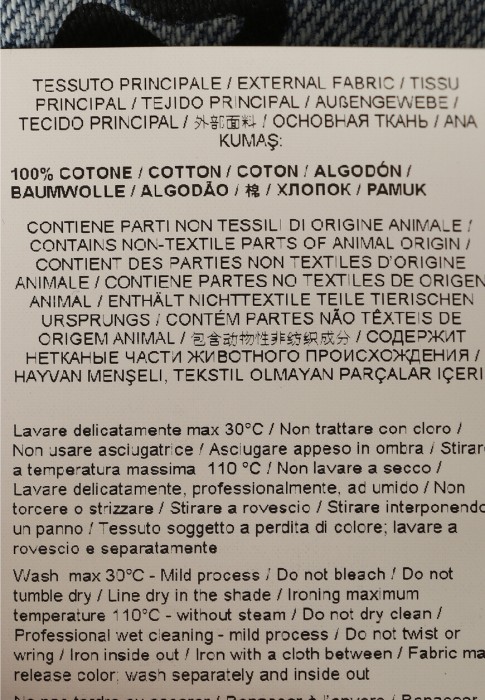 TESSUTO PRINCIPALE / EXTERNAL FABRIC / TISSU
PRINCIPAL / TEJIDO PRINCIPAL / AUßENGEWEBE /
TECIDO PRINCIPAL / 外部面料 / ОСНОВНАЯ ТКАНЬ / ANA
KUMAŞ:
100% COTONE / COTTON / COTON / ALGODÓN /
BAUMWOLLE / ALGODÃO / 棉 / ХЛОПОК / PAMUK
CONTIENE PARTI NON TESSILI DI ORIGINE ANIMALE /
CONTAINS NON-TEXTILE PARTS OF ANIMAL ORIGIN /
CONTIENT DES PARTIES NON TEXTILES D'ORIGINE
ANIMALE / CONTIENE PARTES NO TEXTILES DE ORIGEN
ANIMAL / ENTHÄLT NICHTTEXTILE TEILE TIERISCHEN
URSPRUNGS / CONTÉM PARTES NÃO TÊXTEIS DE
ORIGEM ANIMAL / 包含动物性非纺织成分 / СОДЕРЖИТ
НЕТКАНЫЕ ЧАСТИ ЖИВОТНОГО ПРОИСХОЖДЕНИЯ /
HAYVAN MENŞELİ, TEKSTIL OLMAYAN PARÇALAR İÇERİ
Lavare delicatamente max 30°C / Non trattare con cloro /
Non usare asciugatrice / Asciugare appeso in ombra / Stirar
a temperatura massima 110 °C / Non lavare a secco /
Lavare delicatamente, professionalmente, ad umido / Non
torcere o strizzare / Stirare a rovescio / Stirare interponendo
un panno / Tessuto soggetto a perdita di colore; lavare a
rovescio e separatamente
Wash max 30°C - Mild process / Do not bleach / Do not
tumble dry / Line dry in the shade / Ironing maximum
temperature 110°C - without steam / Do not dry clean /
Professional wet cleaning - mild process / Do not twist or
wring / Iron inside out / Iron with a cloth between / Fabric ma
release color; wash separately and inside out